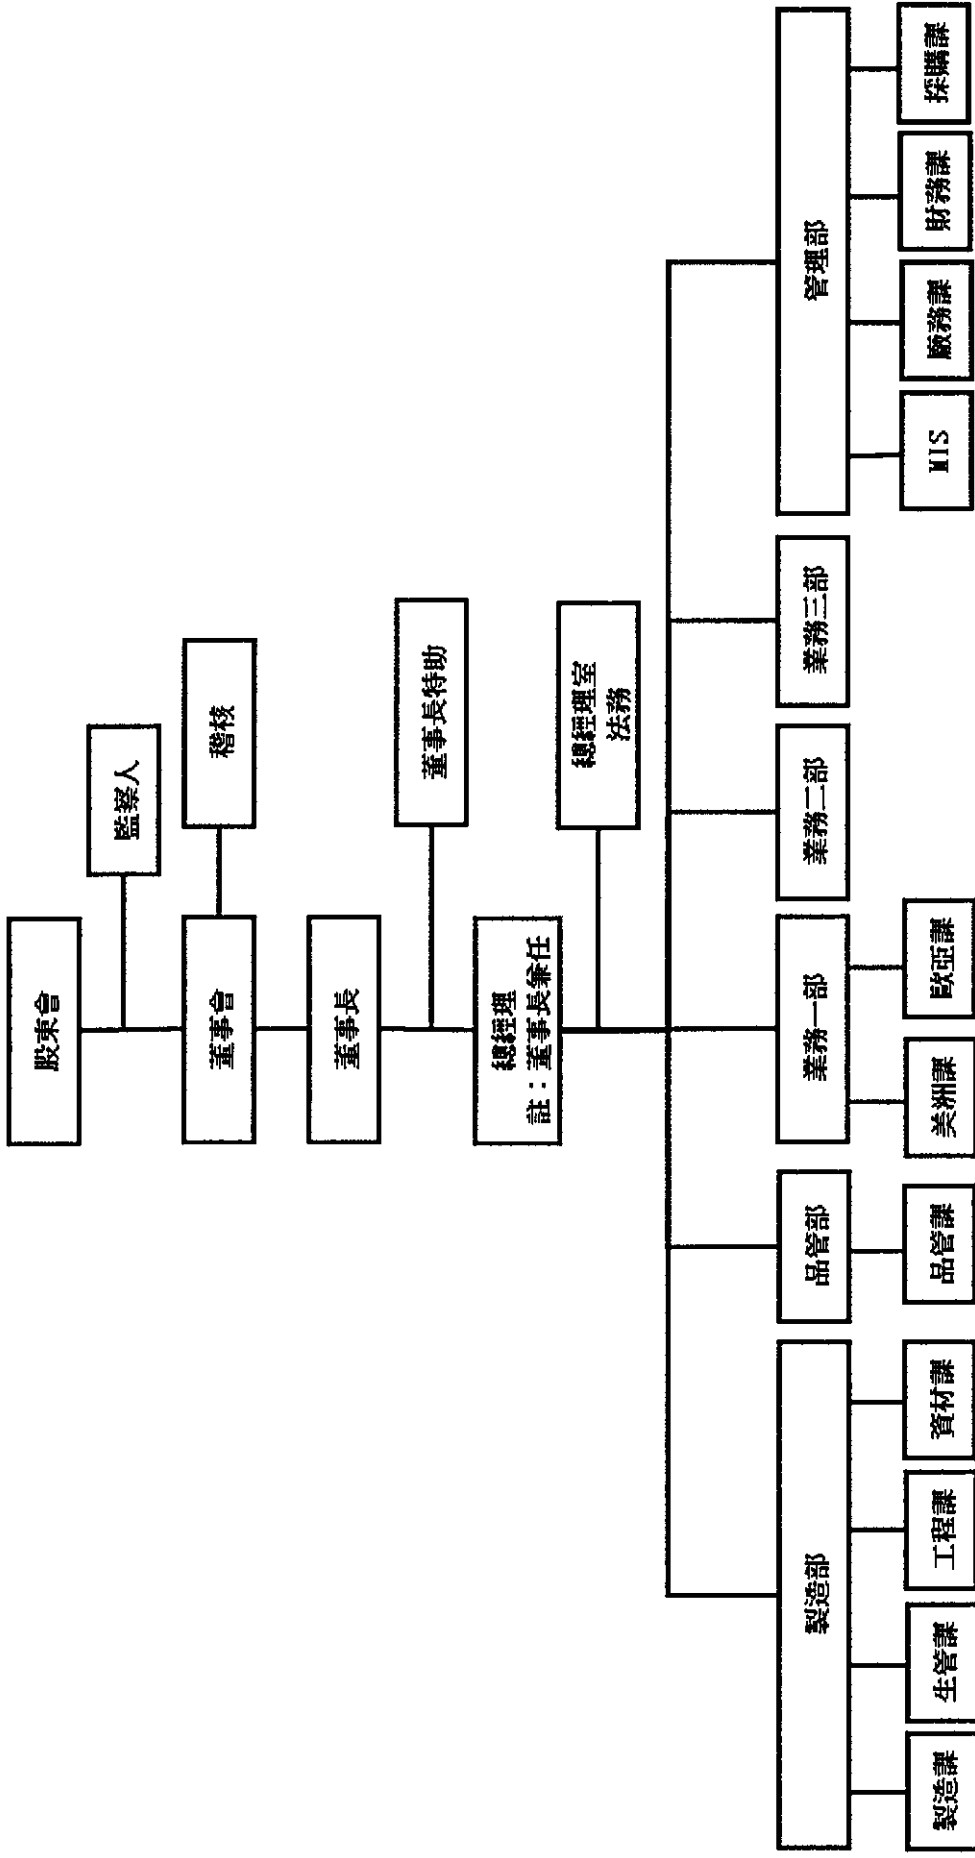 股東會
監察人
董事會
稽核
董事長
董事長特助
總經理
註：董事長兼任
總經理室
法務
製造部
品管部
業務一部
業務二部
業務三部
管理部
製造課
生管課
工程課
資材課
品管課
美洲課
歐亞課
MIS
廠務課
財務課
採購課